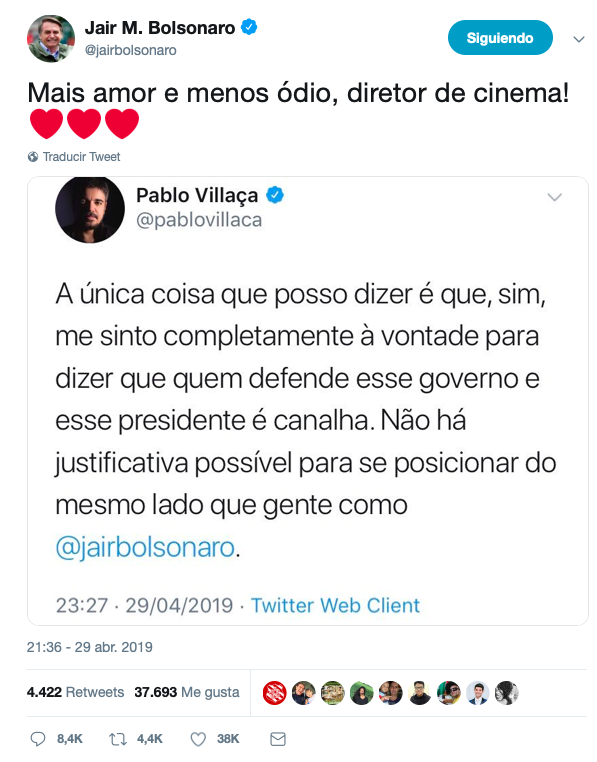 Jair M. Bolsonaro
@jairbolsonaro
Siguiendo
Mais amor e menos ódio, diretor de cinema!
Traducir Tweet
Pablo Villaça
@pablovillaca
A única coisa que posso dizer é que, sim,
me sinto completamente à vontade para
dizer que quem defende esse governo e
esse presidente é canalha. Não há
justificativa possível para se posicionar do
mesmo lado que gente como
@jairbolsonaro.
23:27 · 29/04/2019 · Twitter Web Client
21:36 - 29 abr. 2019
4.422 Retweets 37.693 Me gusta
8,4K 4,4K 38K